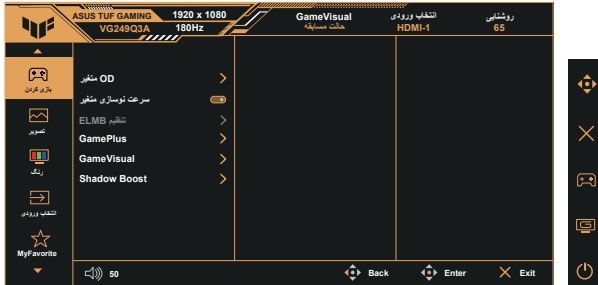 ASUS TUF GAMING 1920 x 1080
VG249Q3A 180Hz
GameVisual
حالت مسابقه
انتخاب ورودی
HDMI-1
روشنایی
65
بازی کردن
تصویر
رنگ
انتخاب ورودی
MyFavorite
OD متغیر
سرعت نوسازی متغیر
تنظیم ELMB
GamePlus
GameVisual
Shadow Boost
50
Back
Enter
Exit